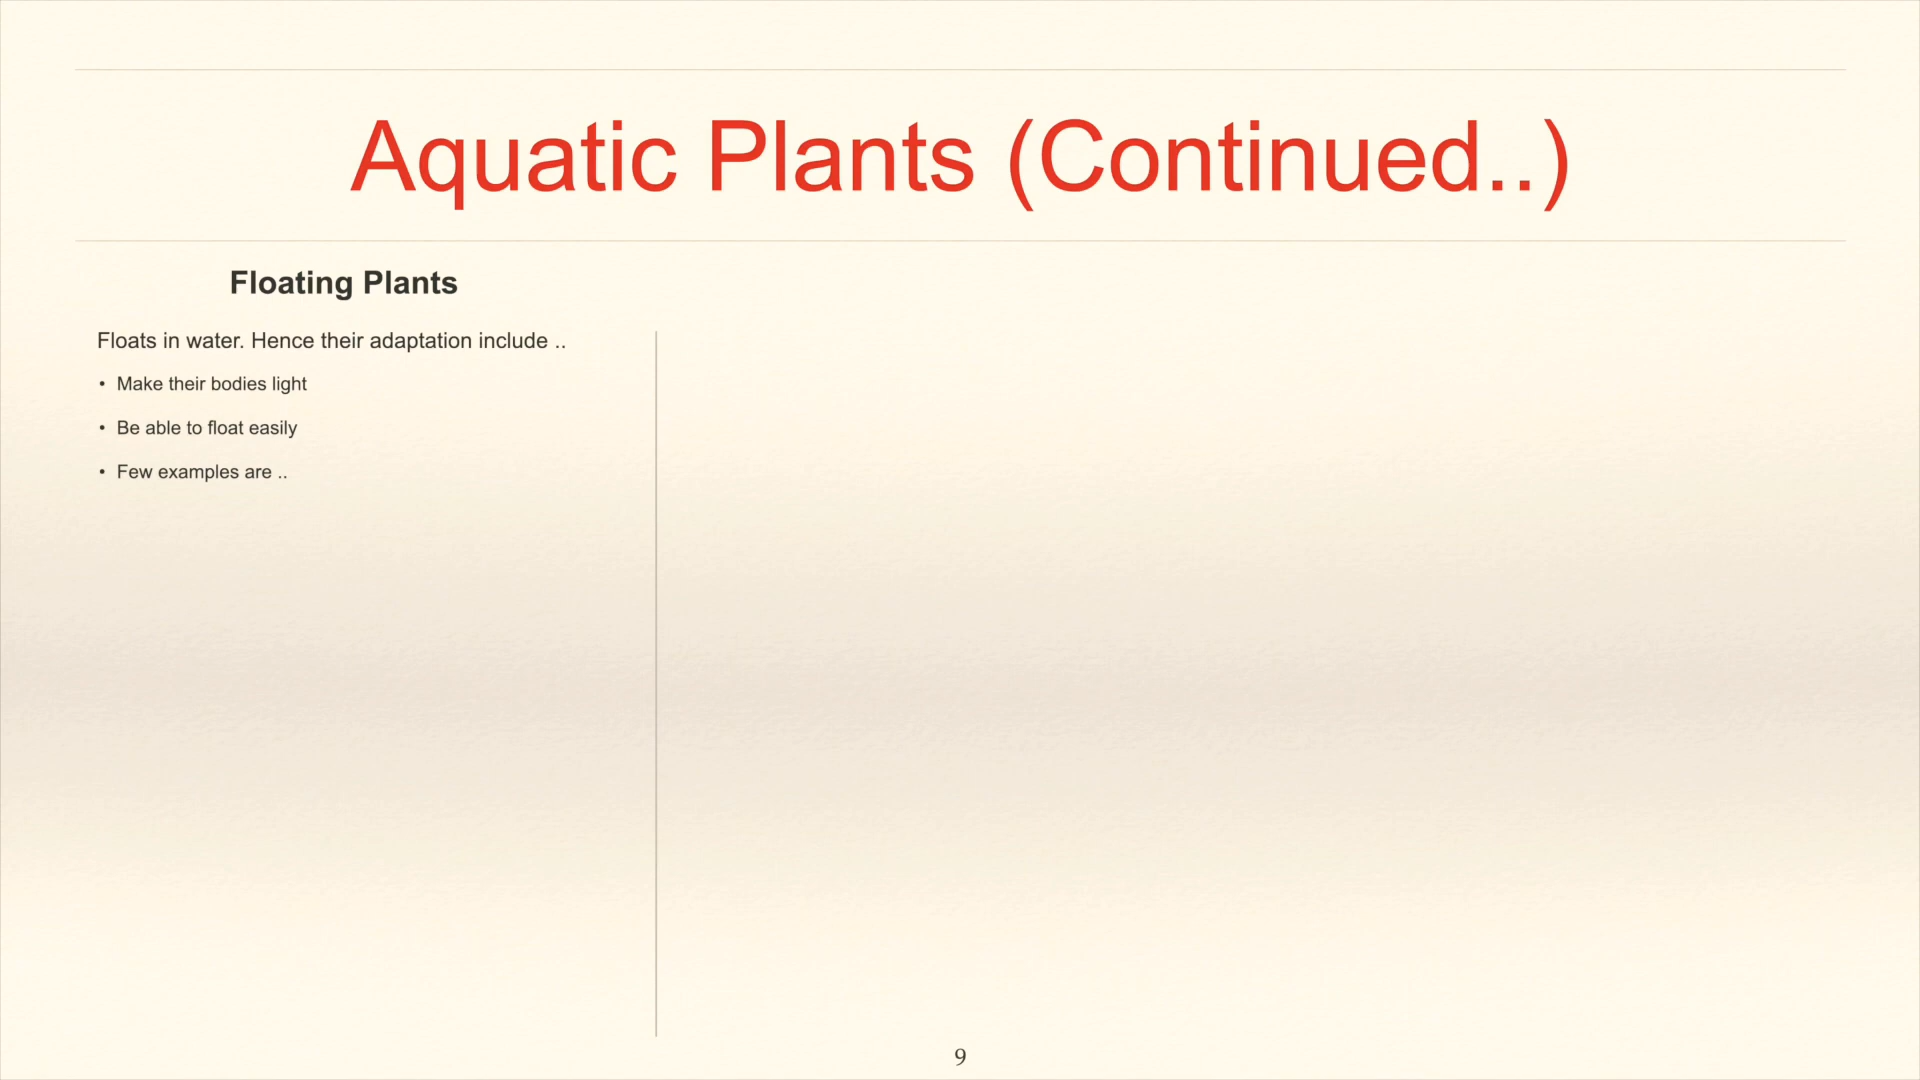 Aquatic Plants (Continued..)
Floating Plants
Floats in water. Hence their adaptation include ..
• Make their bodies light
• Be able to float easily
• Few examples are ..
9